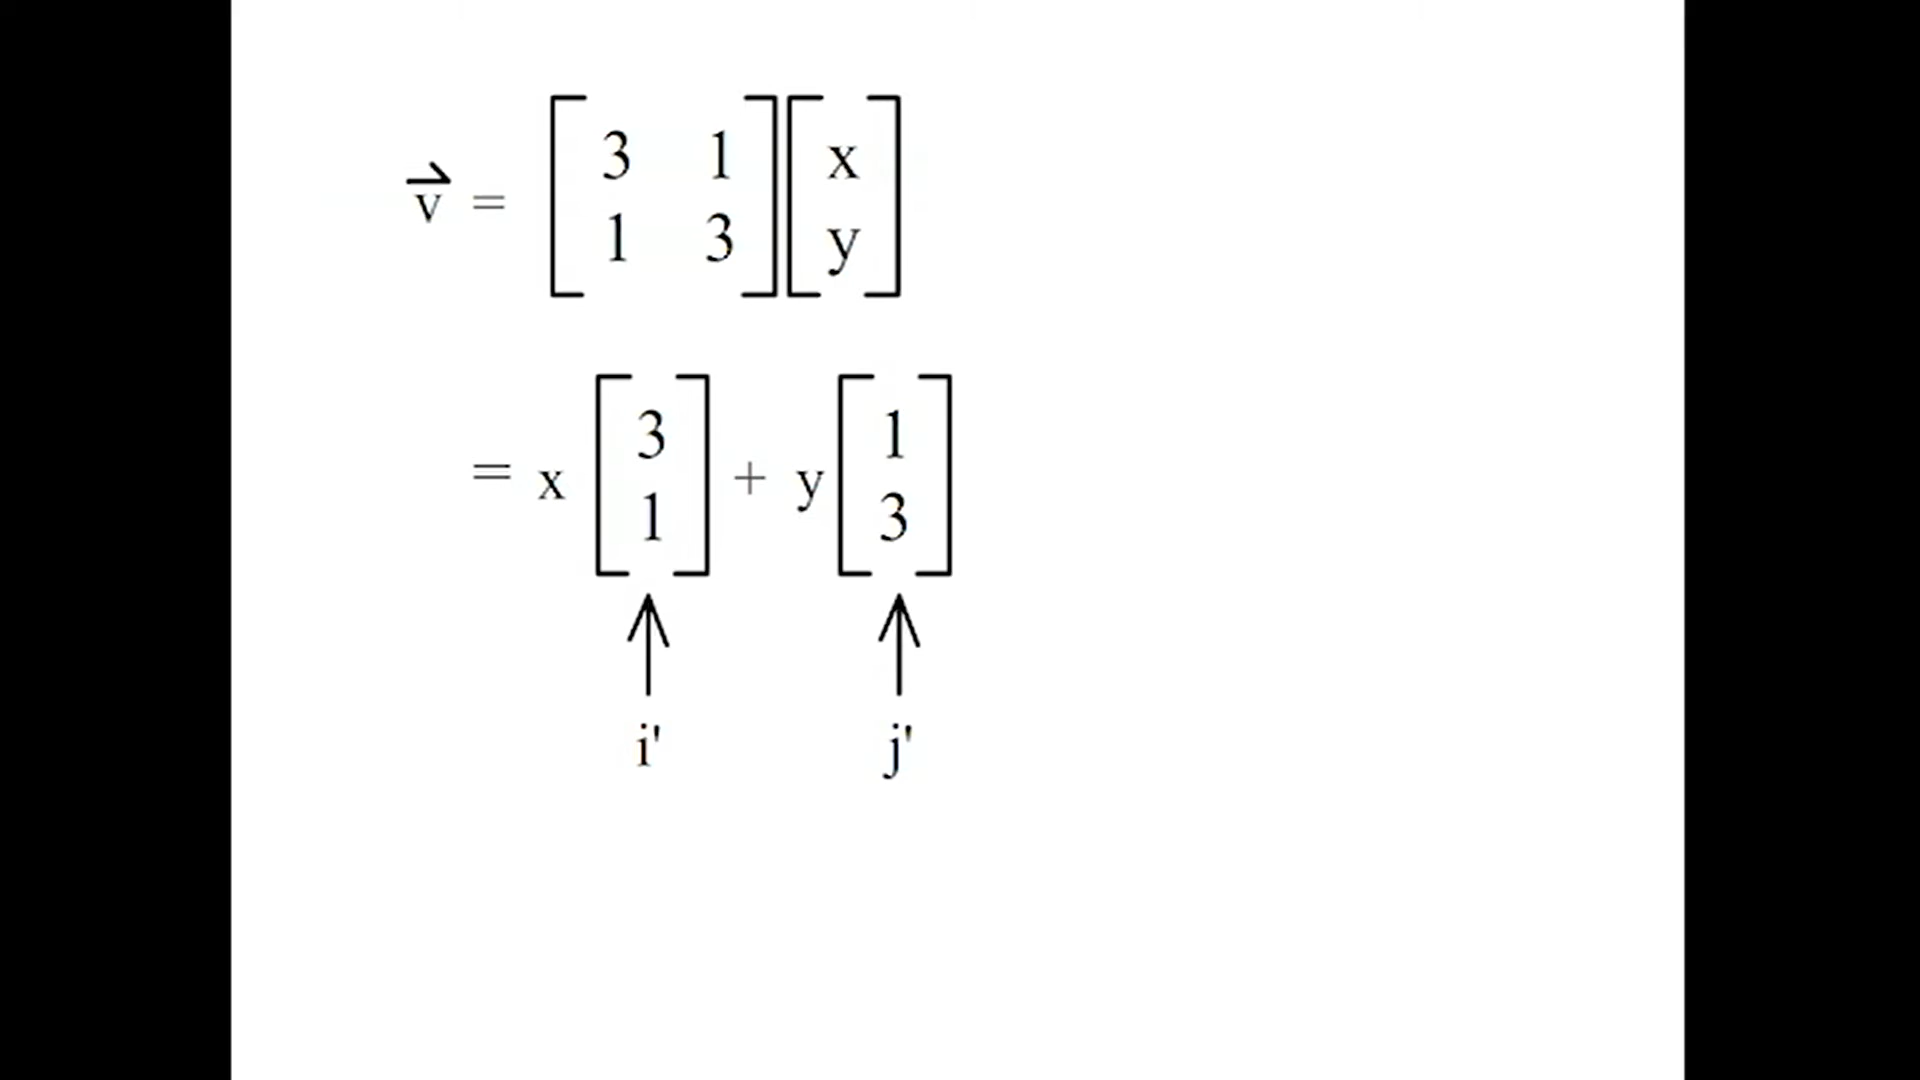 v⃗ = [ 3 1 ; 1 3 ] [ x ; y ]
= x [ 3 ; 1 ] + y [ 1 ; 3 ]
i' j'